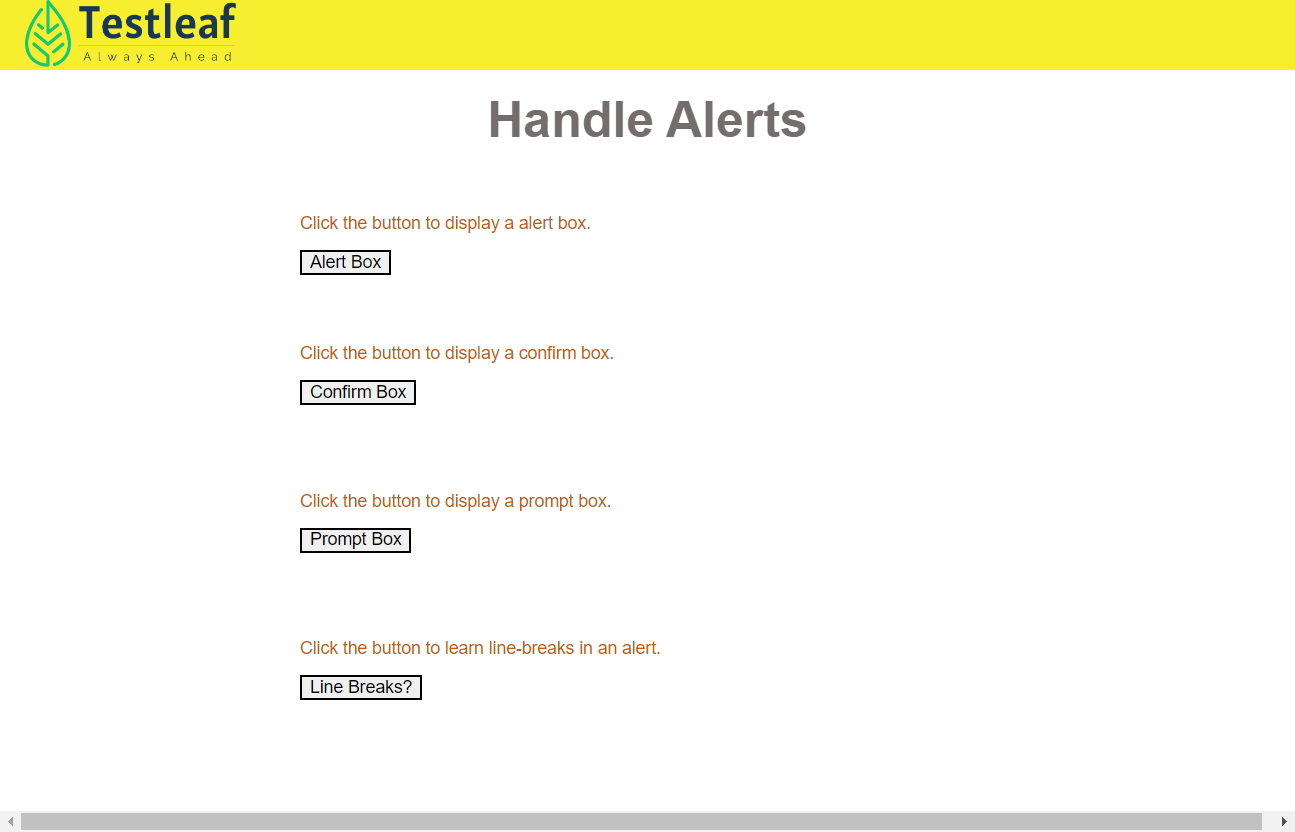 Testleaf
Always Ahead
Handle Alerts
Click the button to display a alert box.
Alert Box
Click the button to display a confirm box.
Confirm Box
Click the button to display a prompt box.
Prompt Box
Click the button to learn line-breaks in an alert.
Line Breaks?